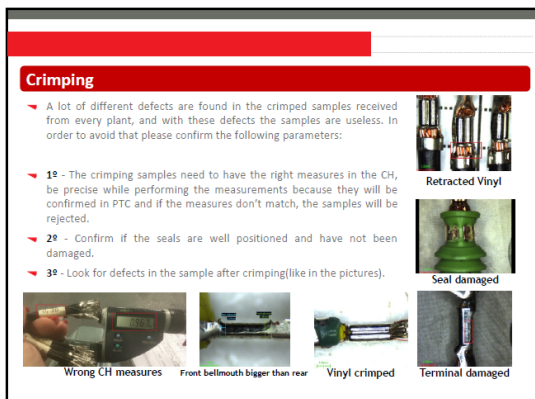 Crimping
A lot of different defects are found in the crimped samples received
from every plant, and with these defects the samples are useless. In
order to avoid that please confirm the following parameters:
1º - The crimping samples need to have the right measures in the CH,
be precise while performing the measurements because they will be
confirmed in PTC and if the measures don't match, the samples will be
rejected.
2º - Confirm if the seals are well positioned and have not been
damaged.
3º - Look for defects in the sample after crimping(like in the pictures).
Retracted Vinyl
Seal damaged
Wrong CH measures
Front bellmouth bigger than rear
Vinyl crimped
Terminal damaged